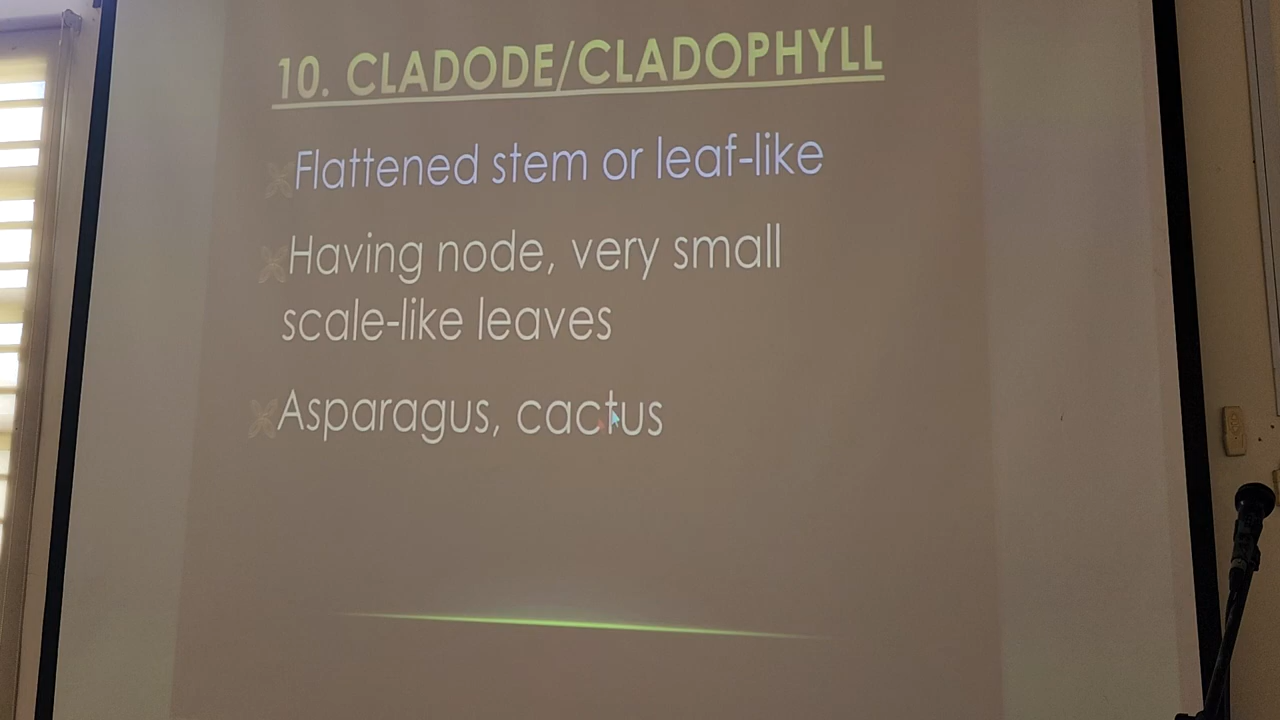 10. CLADODE/CLADOPHYLL
Flattened stem or leaf-like
Having node, very small
scale-like leaves
Asparagus, cactus